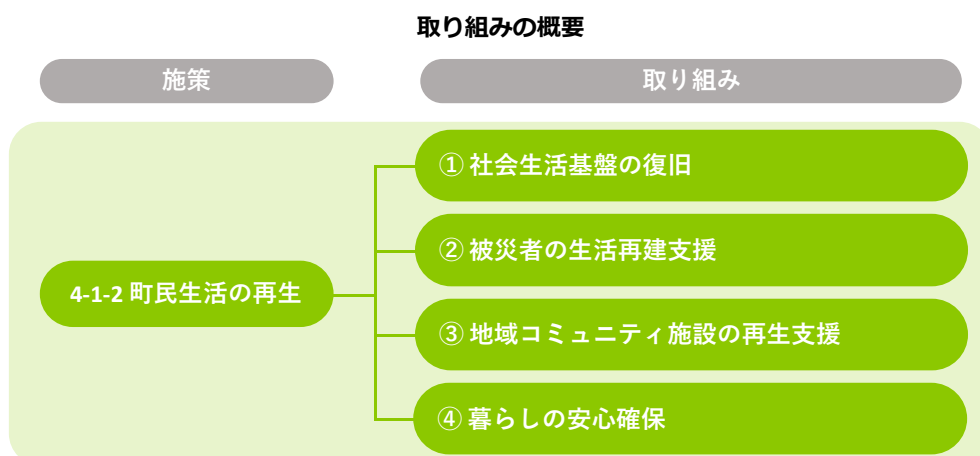 取り組みの概要
施策
取り組み
4-1-2 町民生活の再生
① 社会生活基盤の復旧
② 被災者の生活再建支援
③ 地域コミュニティ施設の再生支援
④ 暮らしの安心確保